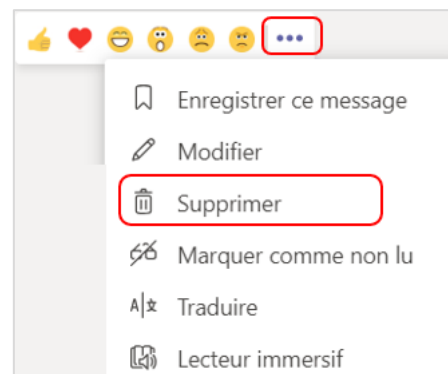 Enregistrer ce message
Modifier
Supprimer
Marquer comme non lu
Traduire
Lecteur immersif